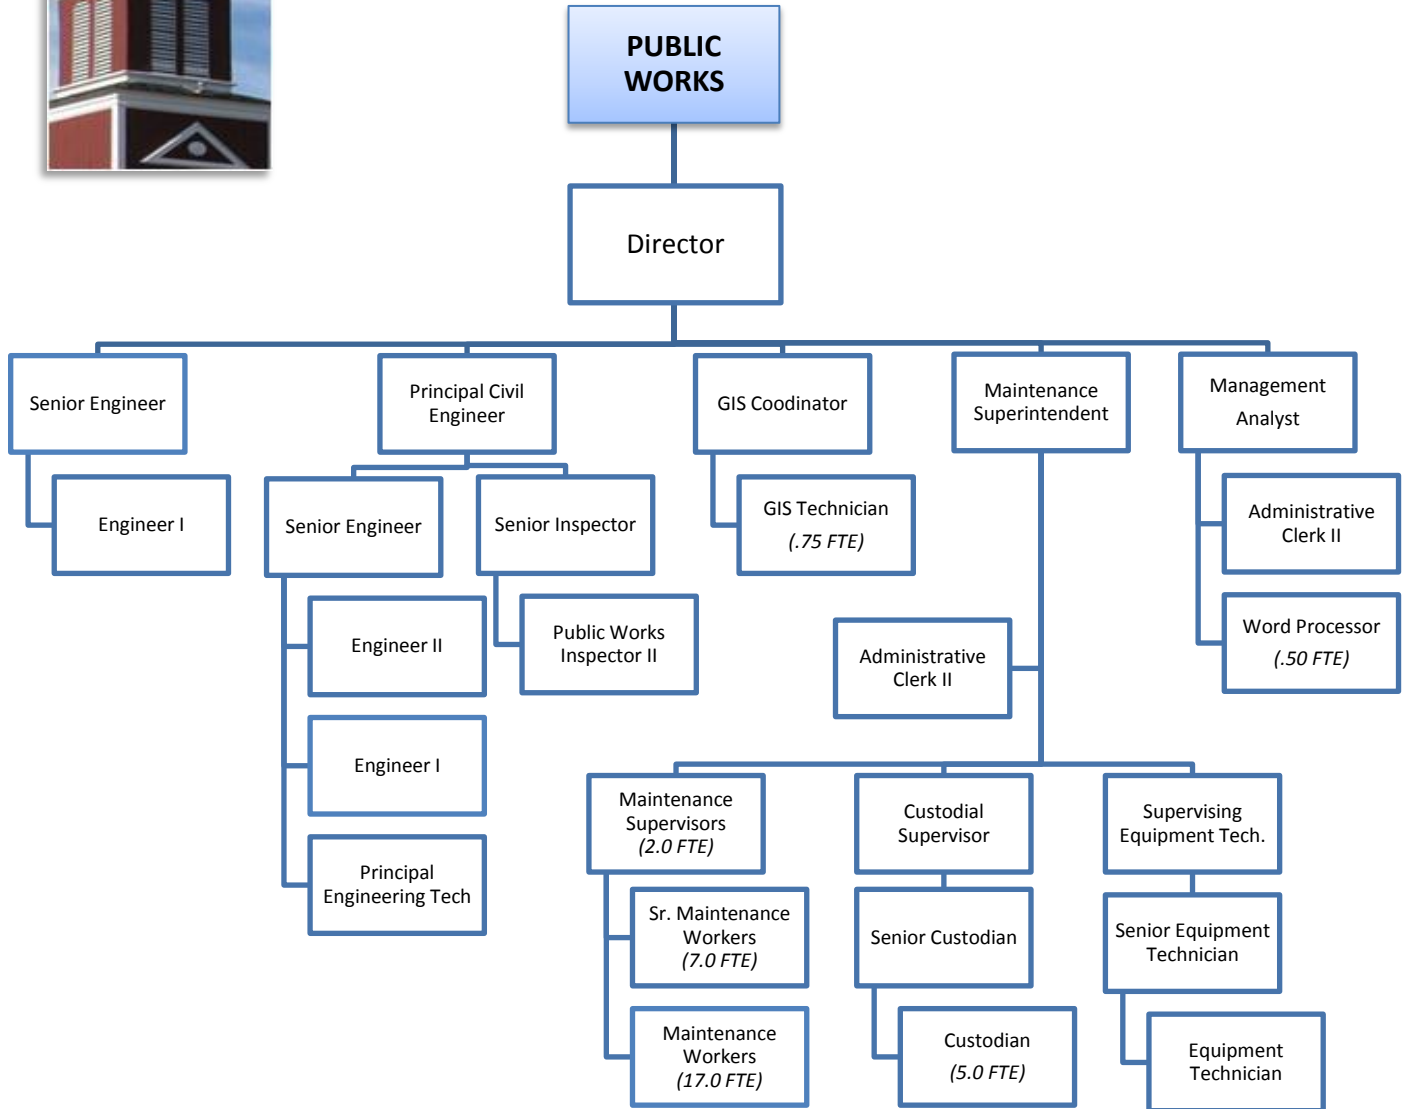 PUBLIC
WORKS
Director
Senior Engineer
Principal Civil
Engineer
GIS Coodinator
Maintenance
Superintendent
Management
Analyst
Engineer I
Senior Engineer
Senior Inspector
GIS Technician
(.75 FTE)
Administrative
Clerk II
Engineer II
Public Works
Inspector II
Administrative
Clerk II
Word Processor
(.50 FTE)
Engineer I
Principal
Engineering Tech
Maintenance
Supervisors
(2.0 FTE)
Custodial
Supervisor
Supervising
Equipment Tech.
Sr. Maintenance
Workers
(7.0 FTE)
Senior Custodian
Senior Equipment
Technician
Maintenance
Workers
(17.0 FTE)
Custodian
(5.0 FTE)
Equipment
Technician